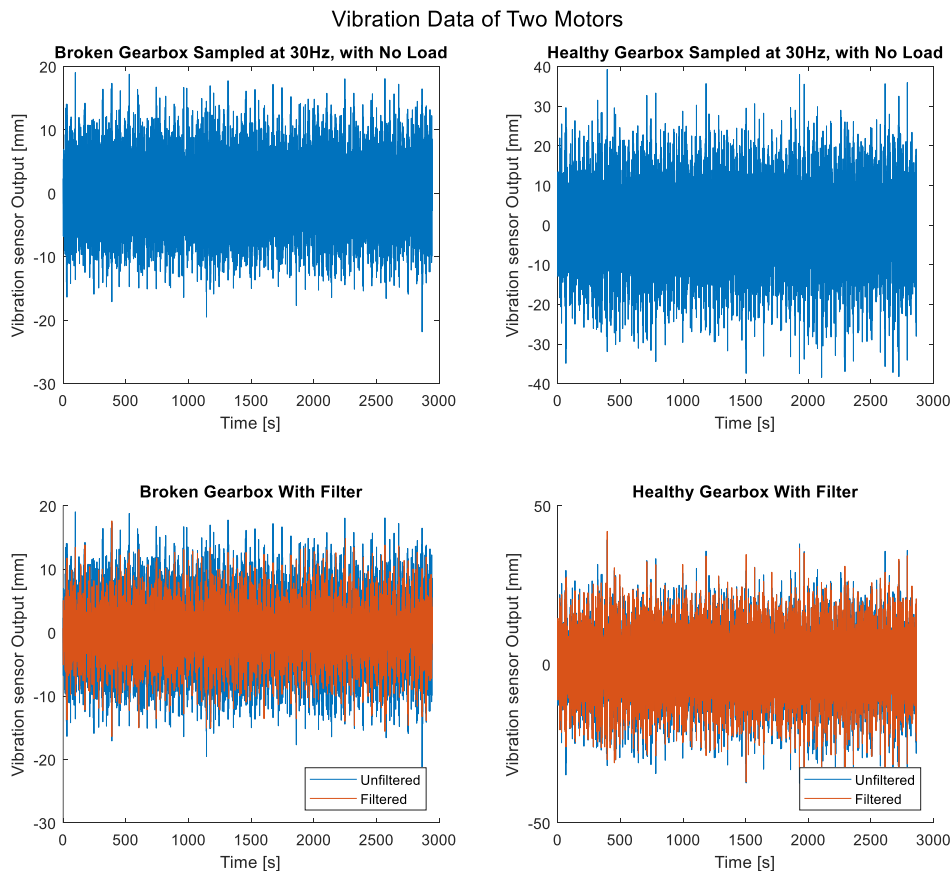 Vibration Data of Two Motors
Broken Gearbox Sampled at 30Hz, with No Load
20
10
0
-10
-20
-30
Vibration sensor Output [mm]
0 500 1000 1500 2000 2500 3000
Time [s]
Healthy Gearbox Sampled at 30Hz, with No Load
40
30
20
10
0
-10
-20
-30
-40
Vibration sensor Output [mm]
0 500 1000 1500 2000 2500 3000
Time [s]
Broken Gearbox With Filter
20
10
0
-10
-20
-30
Vibration sensor Output [mm]
Unfiltered
Filtered
0 500 1000 1500 2000 2500 3000
Time [s]
Healthy Gearbox With Filter
50
0
-50
Vibration sensor Output [mm]
Unfiltered
Filtered
0 500 1000 1500 2000 2500 3000
Time [s]